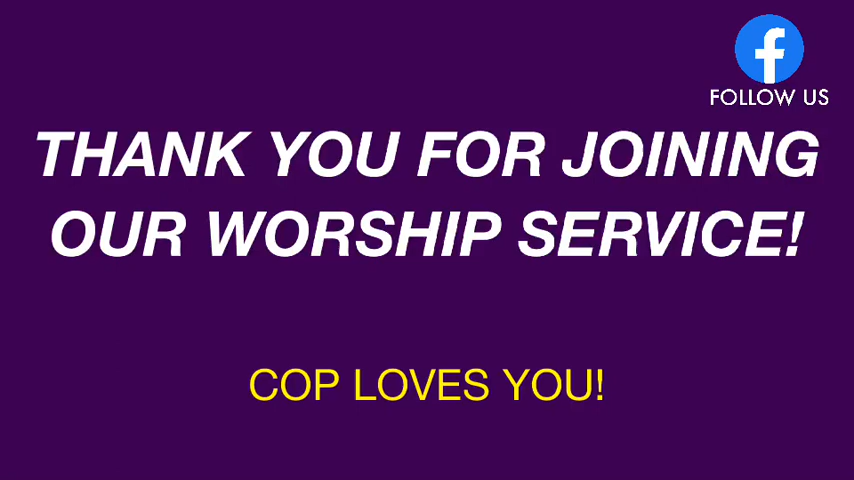 FOLLOW US
THANK YOU FOR JOINING
OUR WORSHIP SERVICE!
COP LOVES YOU!